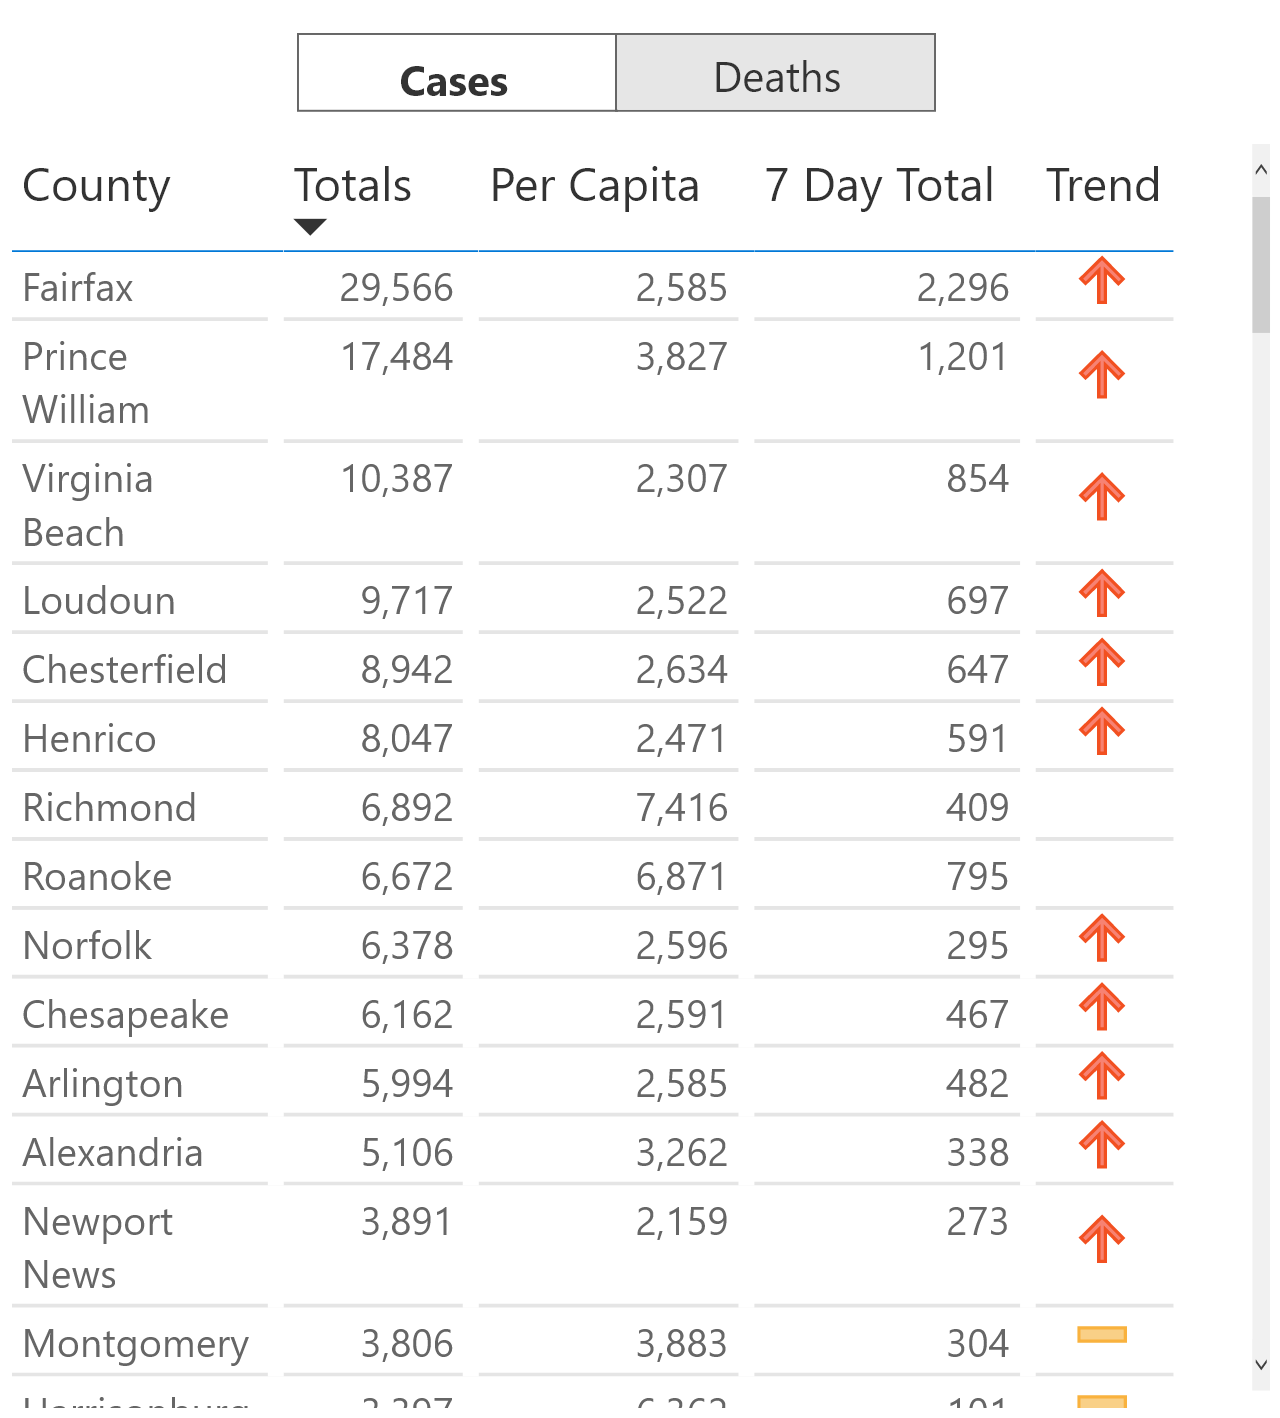 Cases Deaths
County Totals Per Capita 7 Day Total Trend
Fairfax 29,566 2,585 2,296
Prince 17,484 3,827 1,201
William
Virginia 10,387 2,307 854
Beach
Loudoun 9,717 2,522 697
Chesterfield 8,942 2,634 647
Henrico 8,047 2,471 591
Richmond 6,892 7,416 409
Roanoke 6,672 6,871 795
Norfolk 6,378 2,596 295
Chesapeake 6,162 2,591 467
Arlington 5,994 2,585 482
Alexandria 5,106 3,262 338
Newport 3,891 2,159 273
News
Montgomery 3,806 3,883 304